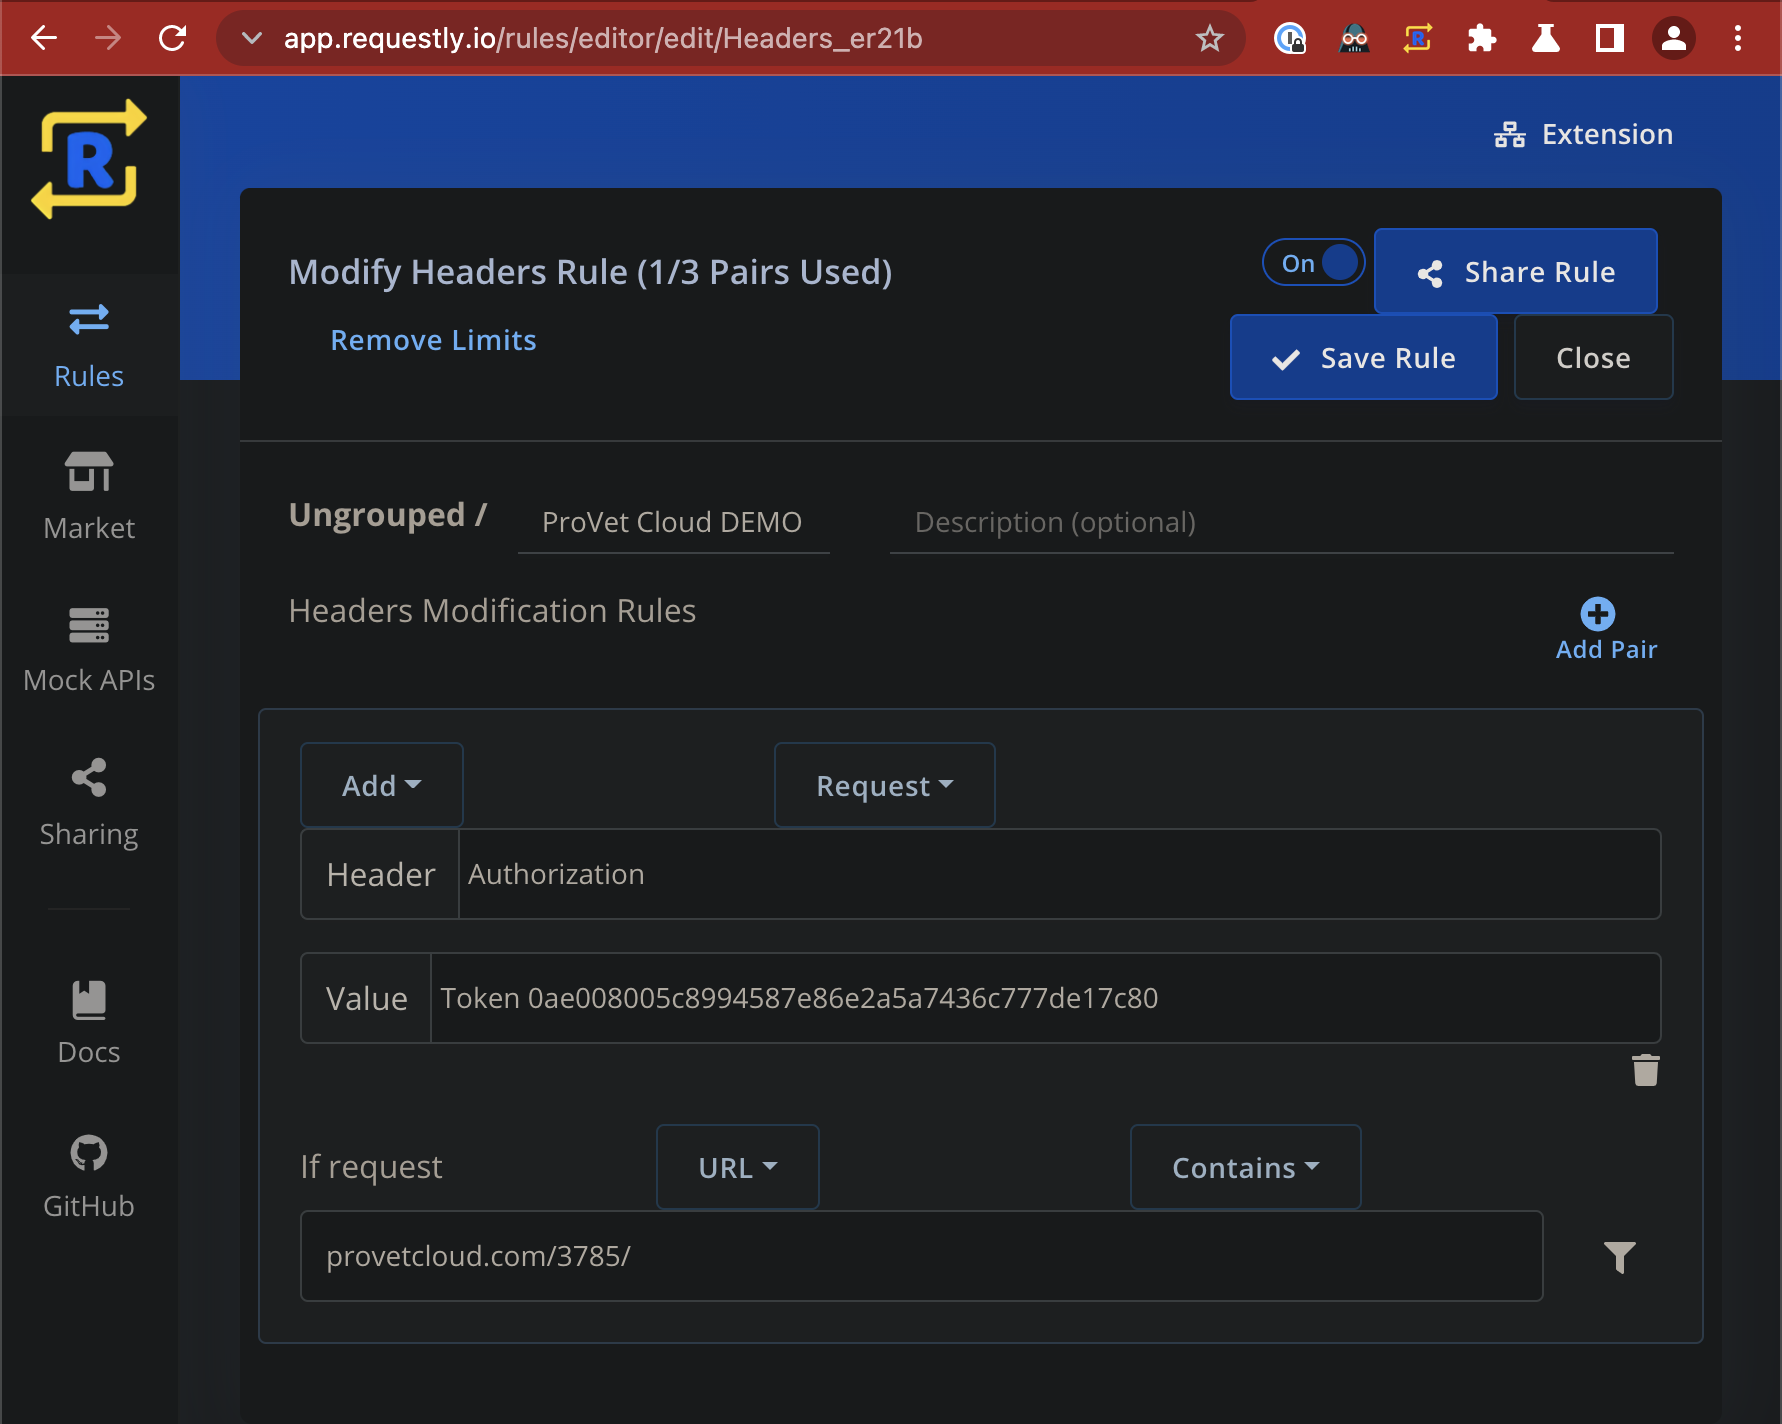 app.requestly.io/rules/editor/edit/Headers_er21b
R
R
Extension
Modify Headers Rule (1/3 Pairs Used)
On
Share Rule
Remove Limits
Save Rule
Close
Rules
Market
Mock APIs
Sharing
Docs
GitHub
Ungrouped /
ProVet Cloud DEMO
Description (optional)
Headers Modification Rules
Add Pair
Add
Request
Header
Authorization
Value
Token 0ae008005c8994587e86e2a5a7436c777de17c80
If request
URL
Contains
provetcloud.com/3785/